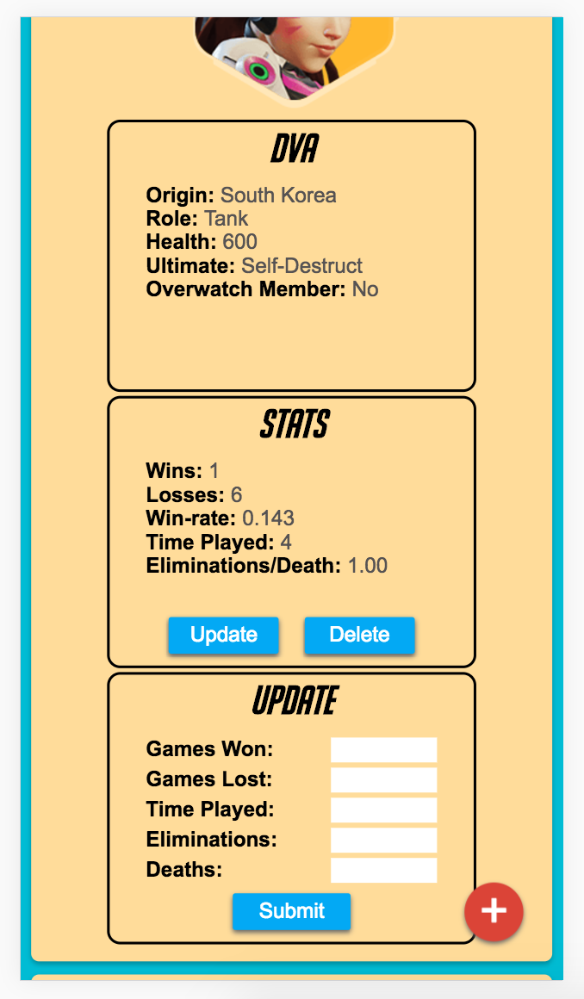 DVA
Origin: South Korea
Role: Tank
Health: 600
Ultimate: Self-Destruct
Overwatch Member: No
STATS
Wins: 1
Losses: 6
Win-rate: 0.143
Time Played: 4
Eliminations/Death: 1.00
Update Delete
UPDATE
Games Won:
Games Lost:
Time Played:
Eliminations:
Deaths:
Submit
+